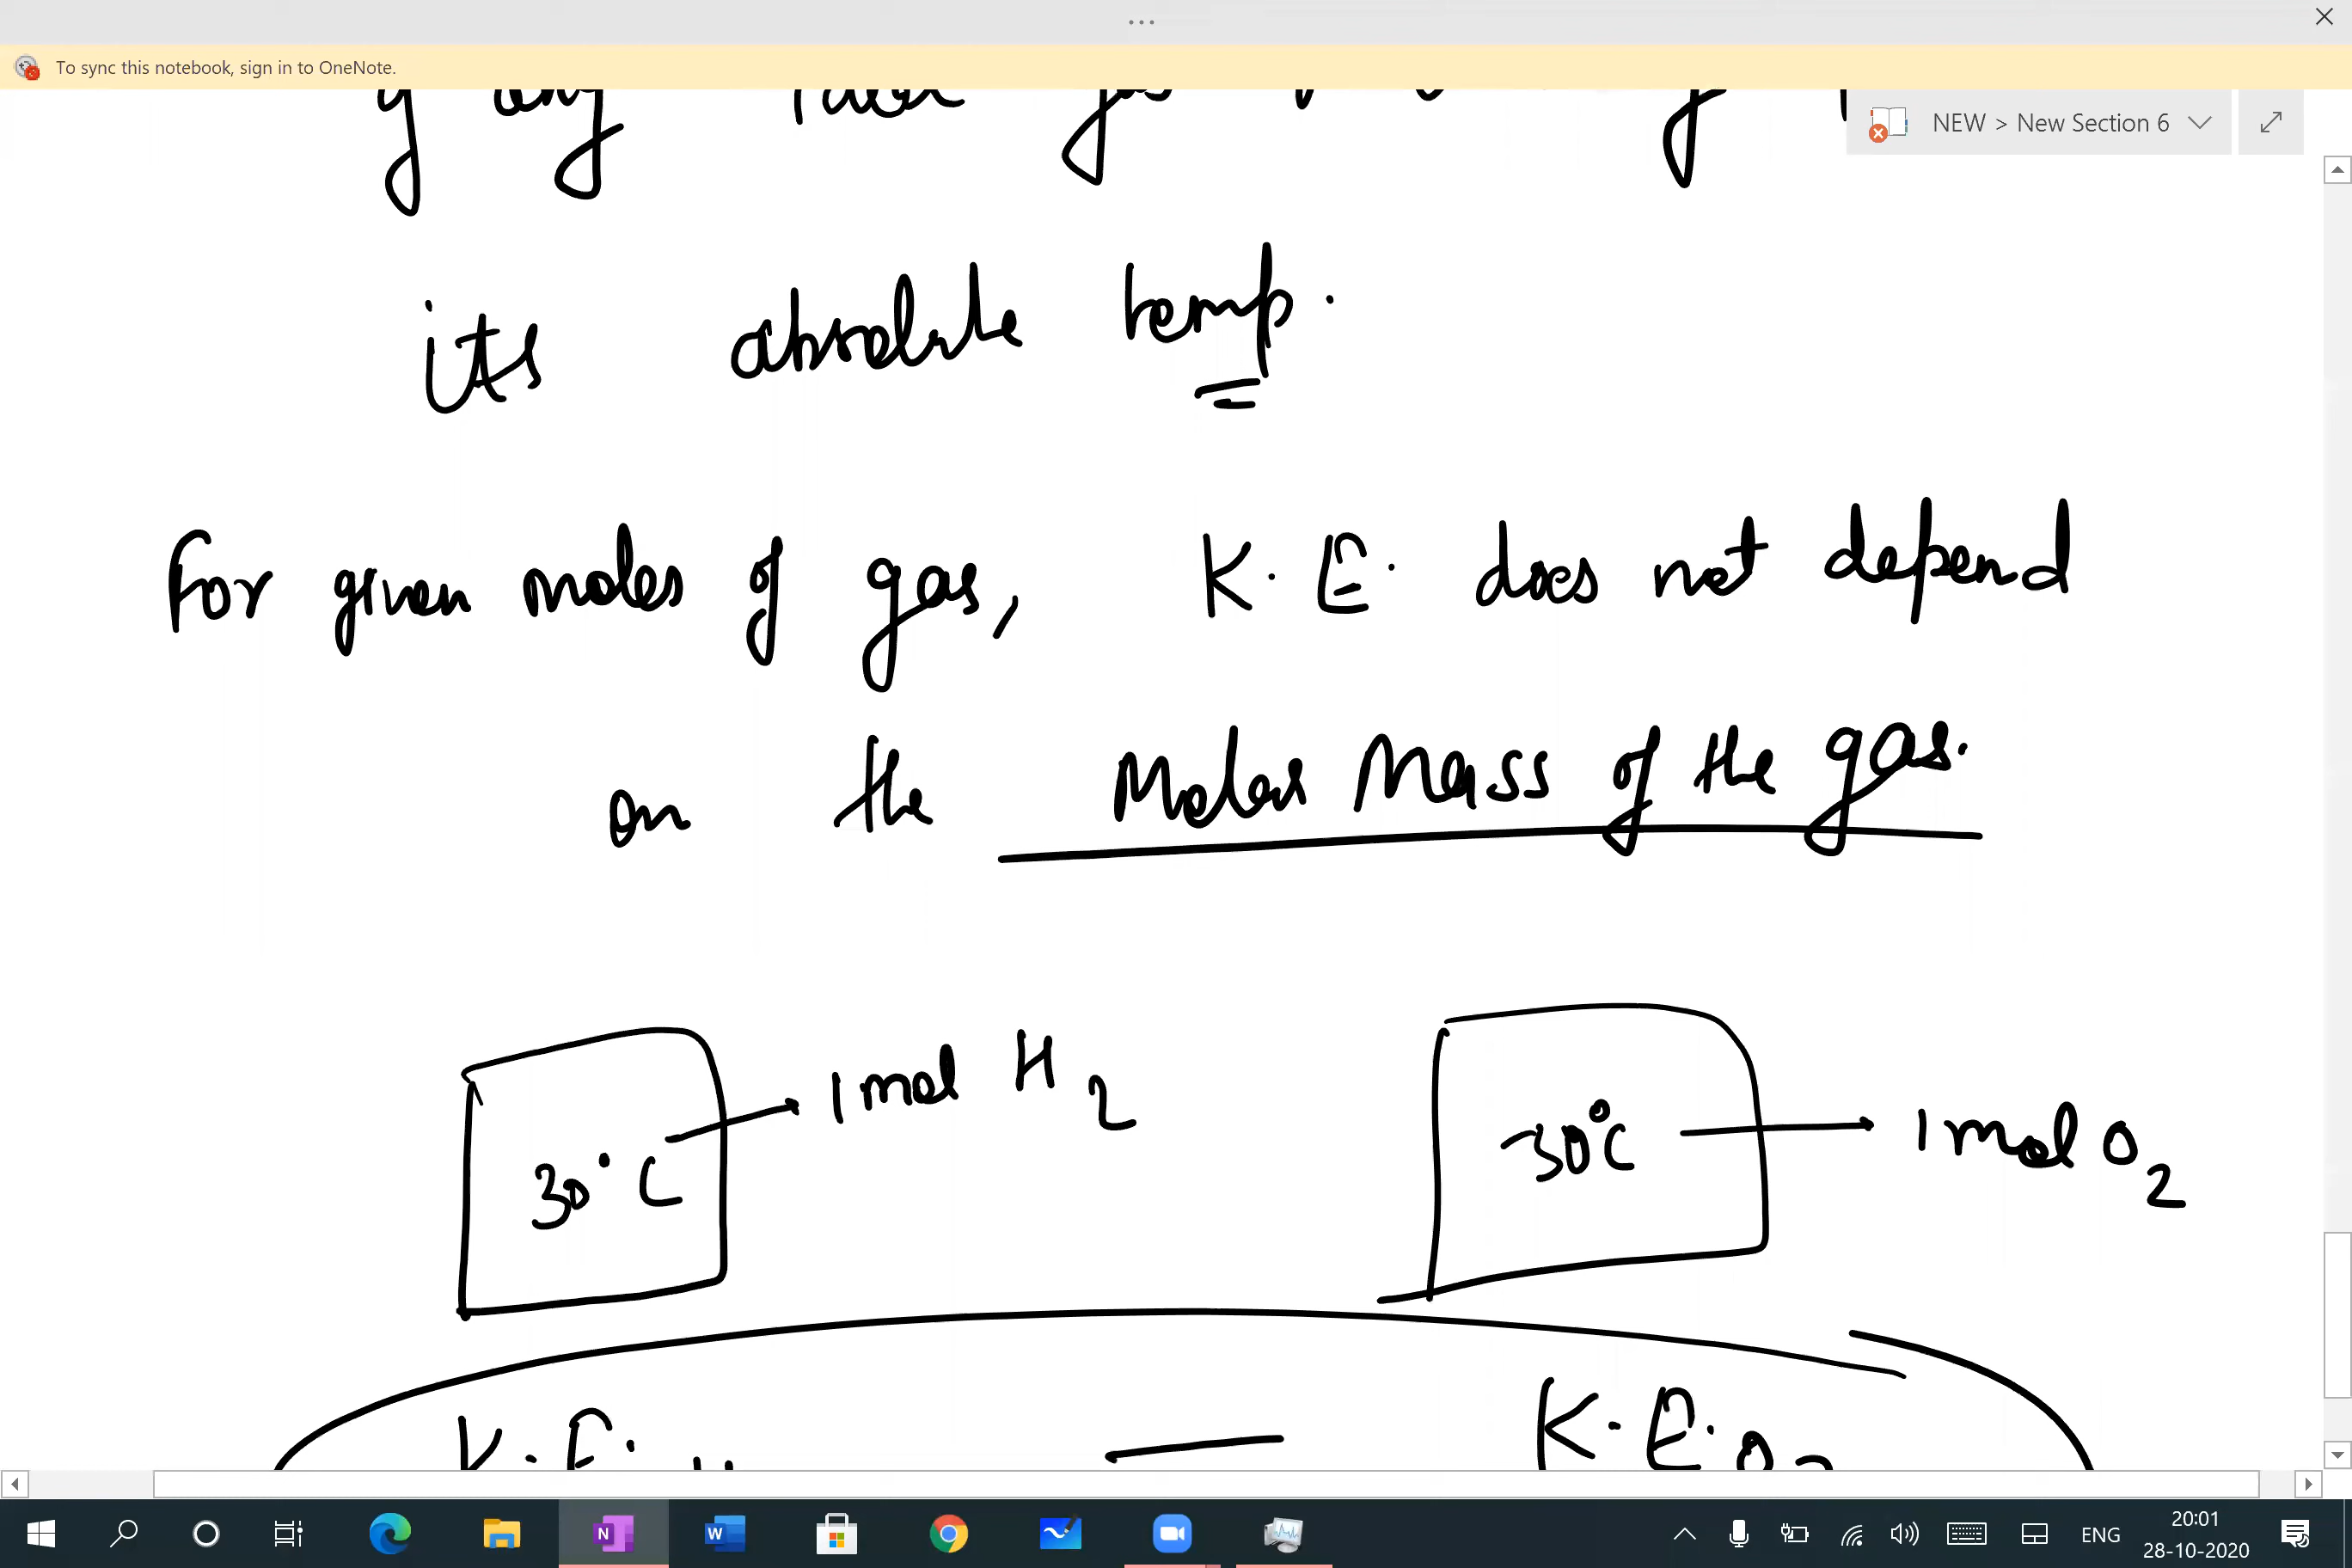 To sync this notebook, sign in to OneNote.
NEW > New Section 6
its absolute temp.
For given moles of gas, K.E. does not depend
on the Molar Mass of the gas.
30°C 1 mol H2
30°C 1 mol O2
K.E. K.E.O2
N
W
ENG
20:01
28-10-2020